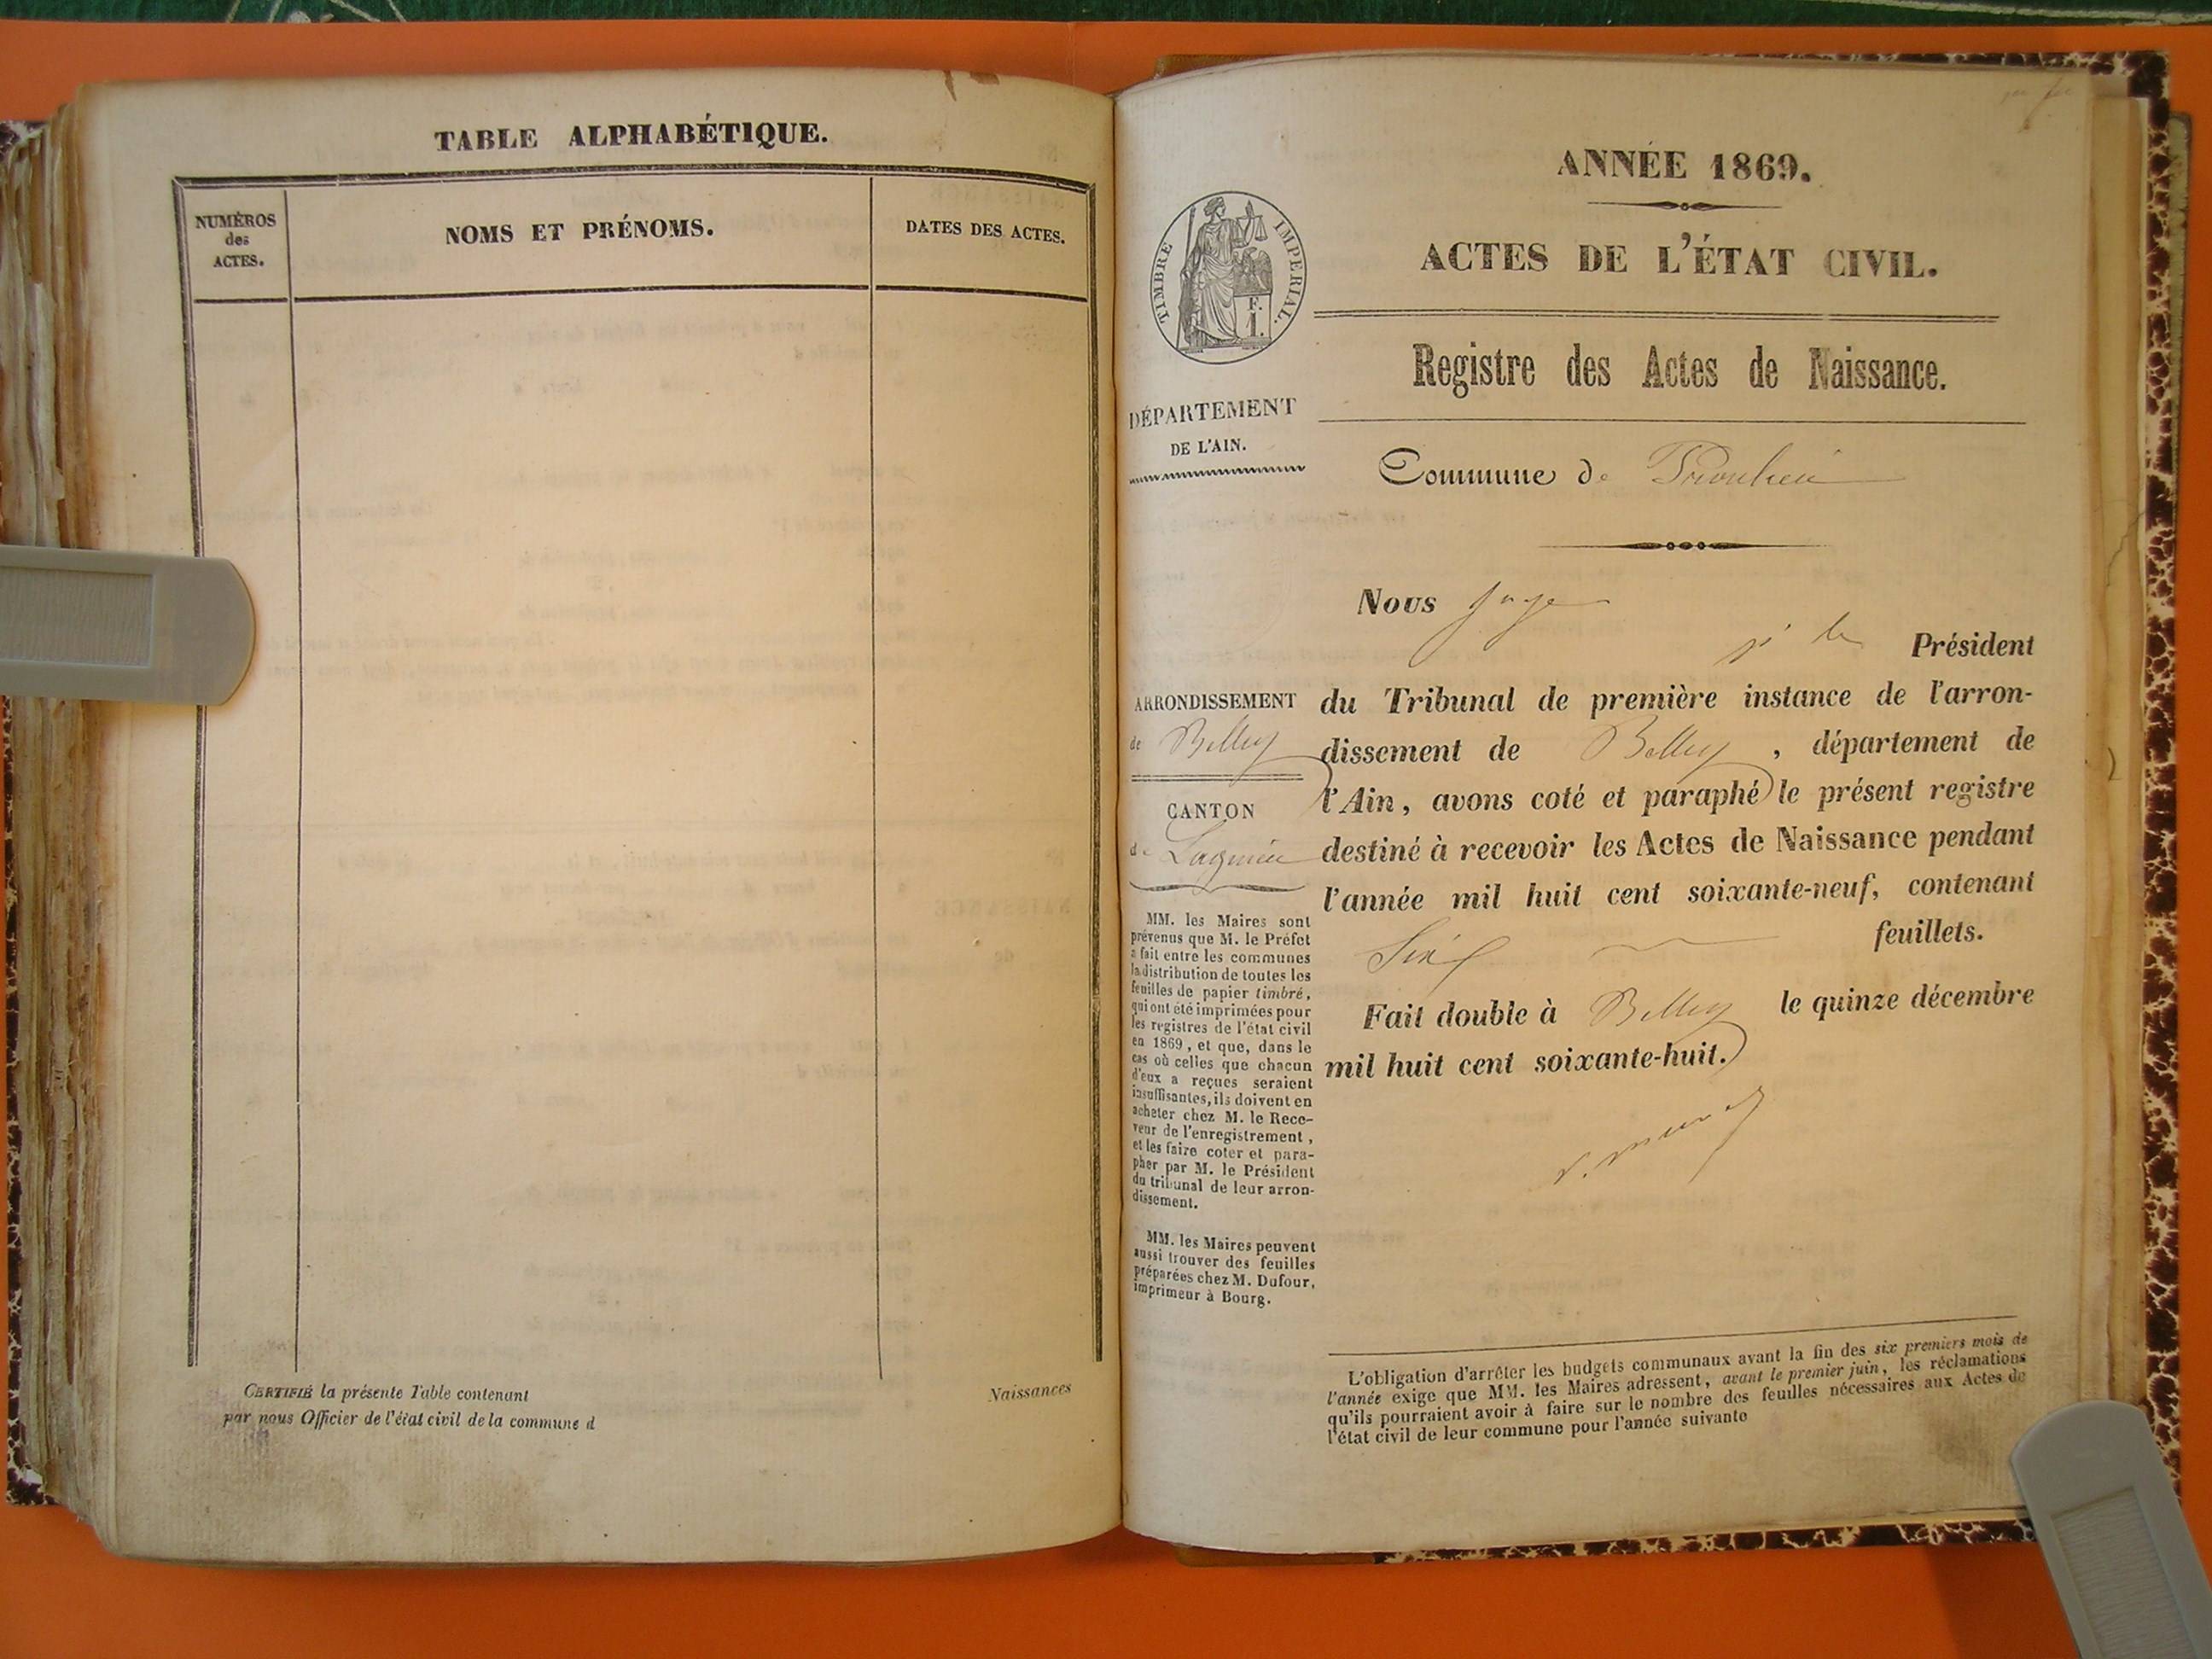 TABLE ALPHABÉTIQUE.
NUMÉROS
des
ACTES.
NOMS ET PRÉNOMS.
DATES DES ACTES.
CERTIFIÉ la présente Table contenant Naissances
par nous Officier de l'état civil de la commune d
ANNÉE 1869.
ACTES DE L'ÉTAT CIVIL.
TIMBRE IMPERIAL.
F.
1.
Registre des Actes de Naissance.
DÉPARTEMENT
DE L'AIN.
Commune de
Nous juge
Président
ARRONDISSEMENT
de Belley
CANTON
de Lagnieu
du Tribunal de première instance de l'arron-
dissement de Belley, département de
l'Ain, avons coté et paraphé le présent registre
destiné à recevoir les Actes de Naissance pendant
l'année mil huit cent soixante-neuf, contenant
Six feuillets.
Fait double à Belley le quinze décembre
mil huit cent soixante-huit.
MM. les Maires sont
prévenus que M. le Préfet
a fait entre les communes
la distribution de toutes les
feuilles de papier timbré,
qui ont été imprimées pour
les registres de l'état civil
en 1869, et que, dans le
cas où celles que chacun
d'eux a reçues seraient
insuffisantes, ils doivent en
acheter chez M. le Rece-
veur de l'enregistrement,
et les faire coter et para-
pher par M. le Président
du tribunal de leur arron-
dissement.
MM. les Maires peuvent
aussi trouver des feuilles
préparées chez M. Dufour,
imprimeur à Bourg.
L'obligation d'arrêter les budgets communaux avant la fin des six premiers mois de
l'année exige que MM. les Maires adressent, avant le premier juin, les réclamations
qu'ils pourraient avoir à faire sur le nombre des feuilles nécessaires aux Actes de
l'état civil de leur commune pour l'année suivante